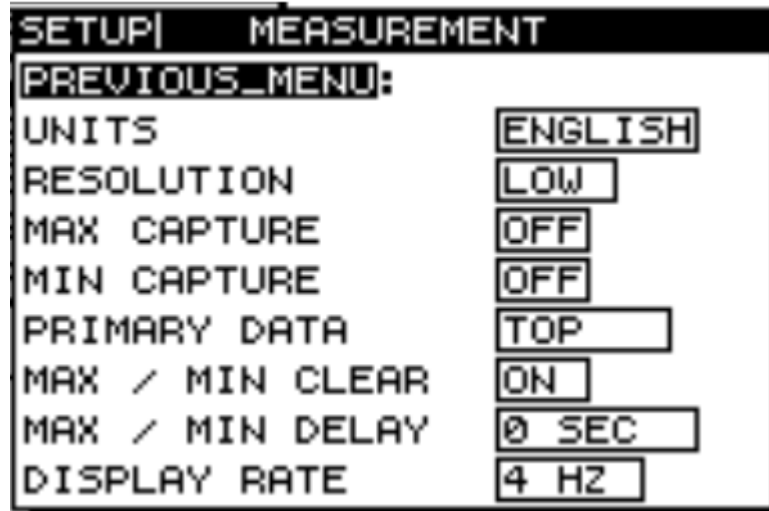 SETUP| MEASUREMENT
PREVIOUS_MENU:
UNITS ENGLISH
RESOLUTION LOW
MAX CAPTURE OFF
MIN CAPTURE OFF
PRIMARY DATA TOP
MAX / MIN CLEAR ON
MAX / MIN DELAY 0 SEC
DISPLAY RATE 4 HZ